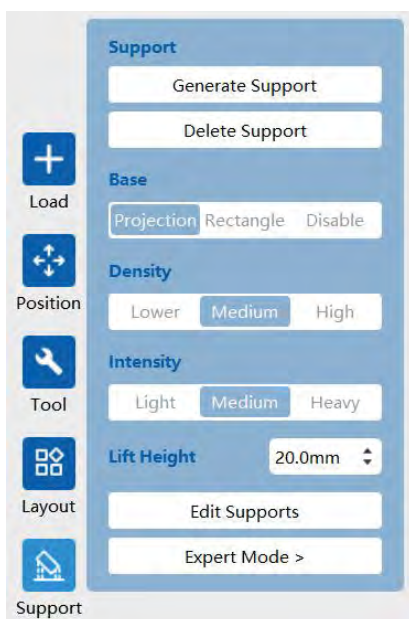 Support
Generate Support
Delete Support
Load
Base
Projection Rectangle Disable
Position
Density
Lower Medium High
Tool
Intensity
Light Medium Heavy
Layout
Lift Height 20.0mm
Edit Supports
Expert Mode >
Support